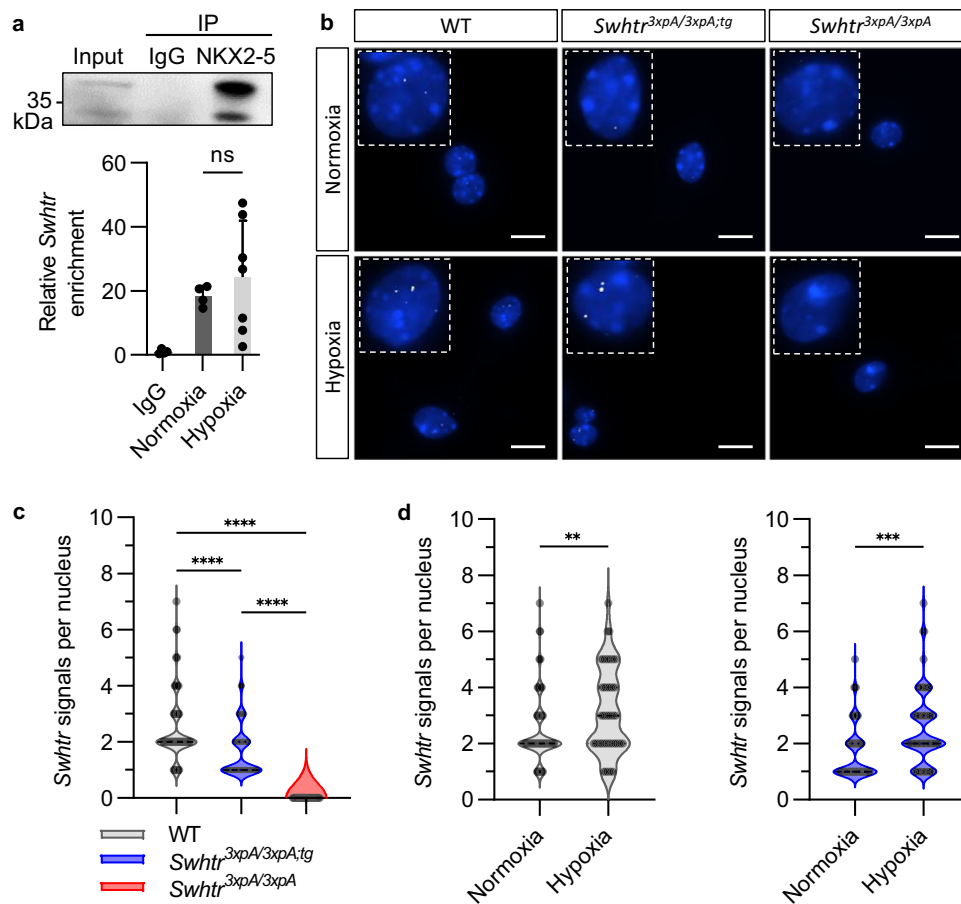 a
IP
Input IgG NKX2-5
35
kDa
ns
60
40
20
0
Relative Swhtr
enrichment
IgG
Normoxia
Hypoxia
b
WT Swhtr3xpA/3xpA;tg Swhtr3xpA/3xpA
Normoxia
Hypoxia
c
10
8
6
4
2
0
Swhtr signals per nucleus
****
****
****
WT
Swhtr3xpA/3xpA;tg
Swhtr3xpA/3xpA
d
10
8
6
4
2
0
Swhtr signals per nucleus
**
Normoxia
Hypoxia
10
8
6
4
2
0
Swhtr signals per nucleus
***
Normoxia
Hypoxia